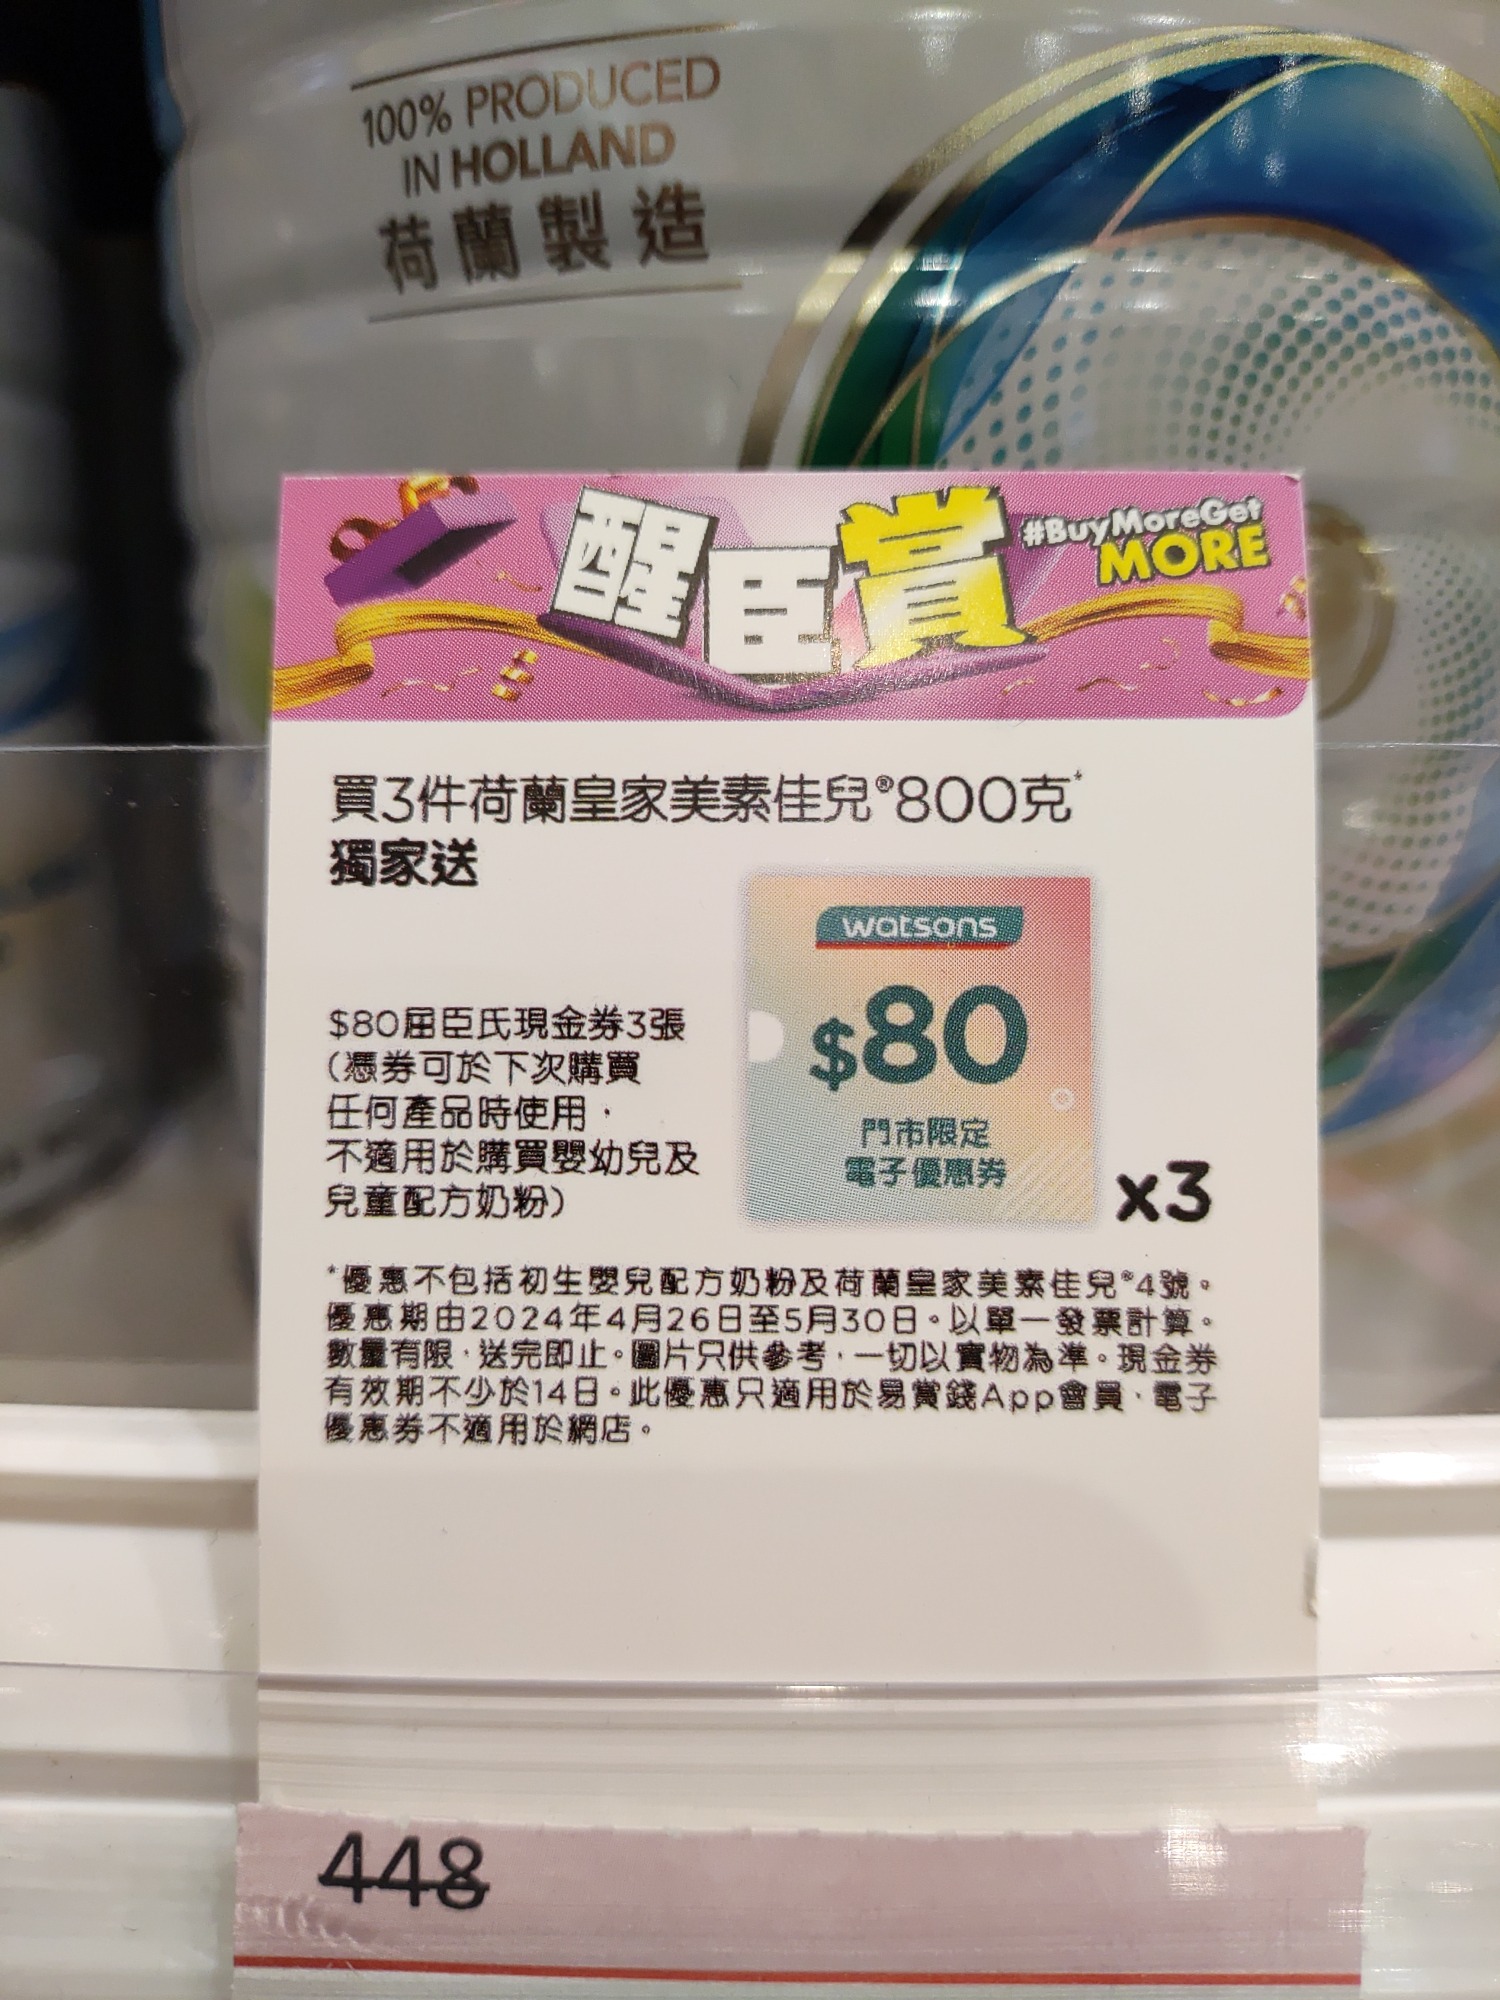 100% PRODUCED
IN HOLLAND
荷蘭製造
醒臣賞
#BuyMoreGet
MORE
買3件荷蘭皇家美素佳兒®800克*
獨家送
$80屈臣氏現金券3張
(憑券可於下次購買
任何產品時使用，
不適用於購買嬰幼兒及
兒童配方奶粉)
watsons
$80
門市限定
電子優惠券
x3
*優惠不包括初生嬰兒配方奶粉及荷蘭皇家美素佳兒®4號。
優惠期由2024年4月26日至5月30日。以單一發票計算。
數量有限，送完即止。圖片只供參考，一切以實物為準。現金券
有效期不少於14日。此優惠只適用於易賞錢App會員，電子
優惠券不適用於網店。
448